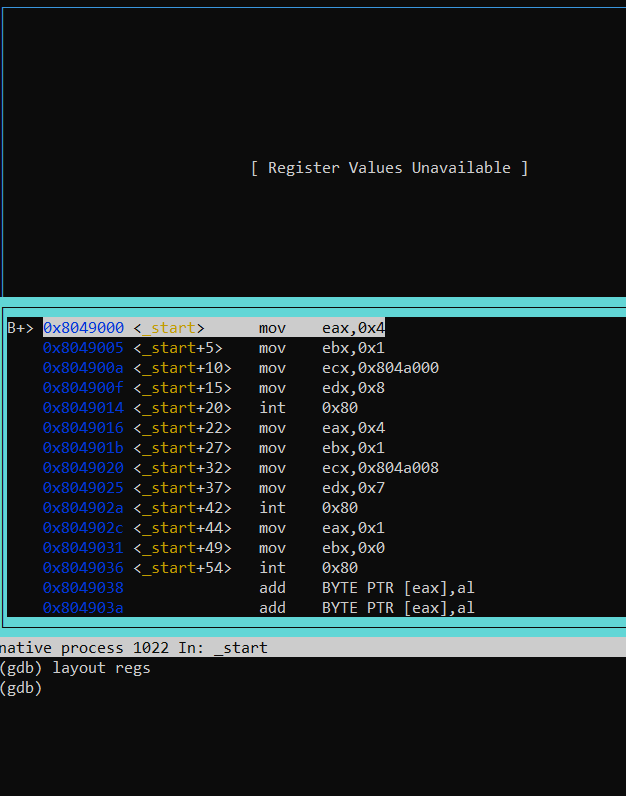 [ Register Values Unavailable ]
B+> 0x8049000 <_start> mov eax,0x4
0x8049005 <_start+5> mov ebx,0x1
0x804900a <_start+10> mov ecx,0x804a000
0x804900f <_start+15> mov edx,0x8
0x8049014 <_start+20> int 0x80
0x8049016 <_start+22> mov eax,0x4
0x804901b <_start+27> mov ebx,0x1
0x8049020 <_start+32> mov ecx,0x804a008
0x8049025 <_start+37> mov edx,0x7
0x804902a <_start+42> int 0x80
0x804902c <_start+44> mov eax,0x1
0x8049031 <_start+49> mov ebx,0x0
0x8049036 <_start+54> int 0x80
0x8049038 add BYTE PTR [eax],al
0x804903a add BYTE PTR [eax],al
native process 1022 In: _start
(gdb) layout regs
(gdb)